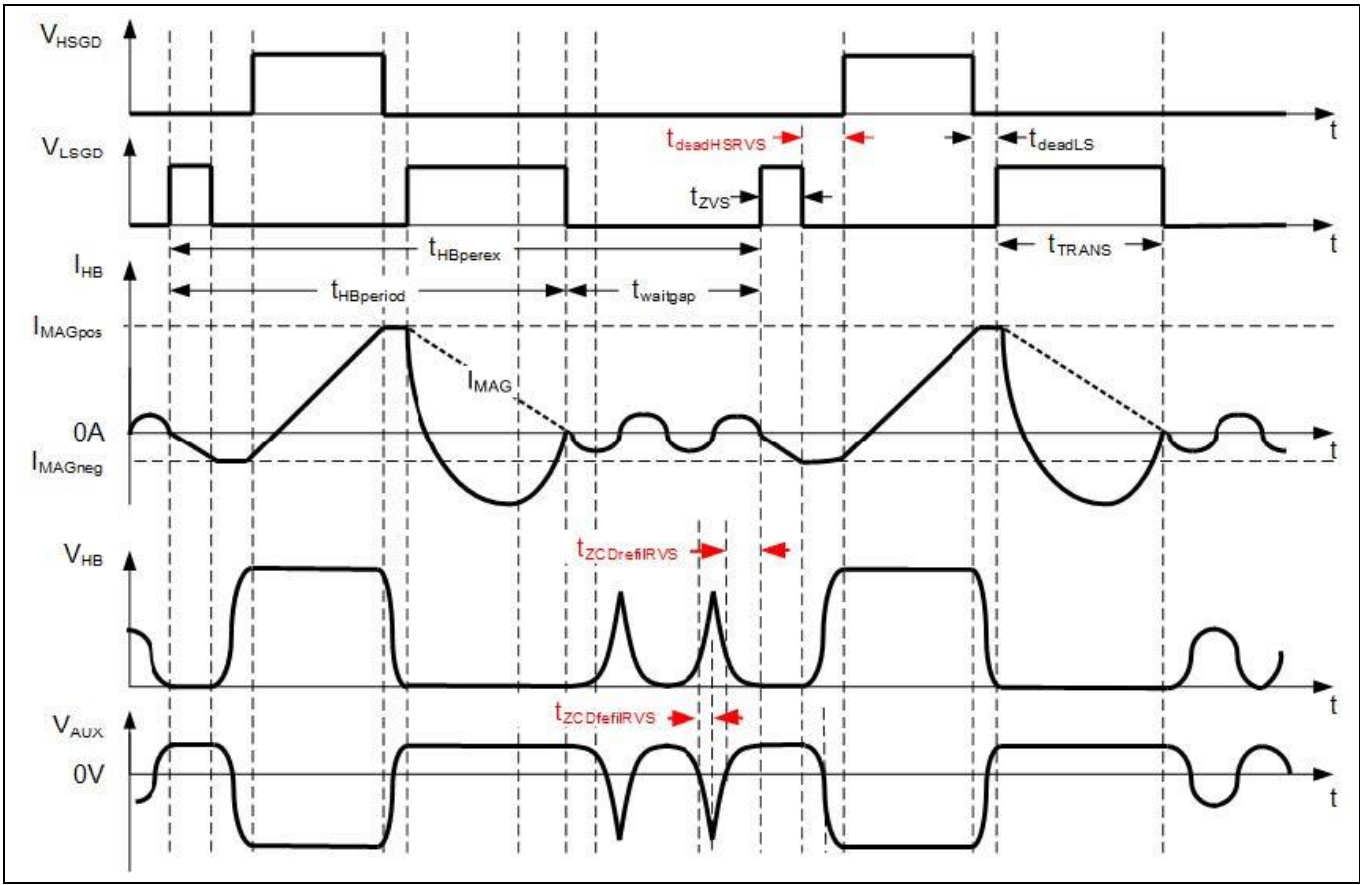 VHSGD
t
VLSGD
tdeadHSRVS
tdeadLS
tZVS
t
tHBperex
tTRANS
IHB
tHBperiod
twaitgap
IMAGpos
IMAG
0A
t
IMAGneg
VHB
tZCDrefilRVS
t
tZCDfefilRVS
VAUX
0V
t